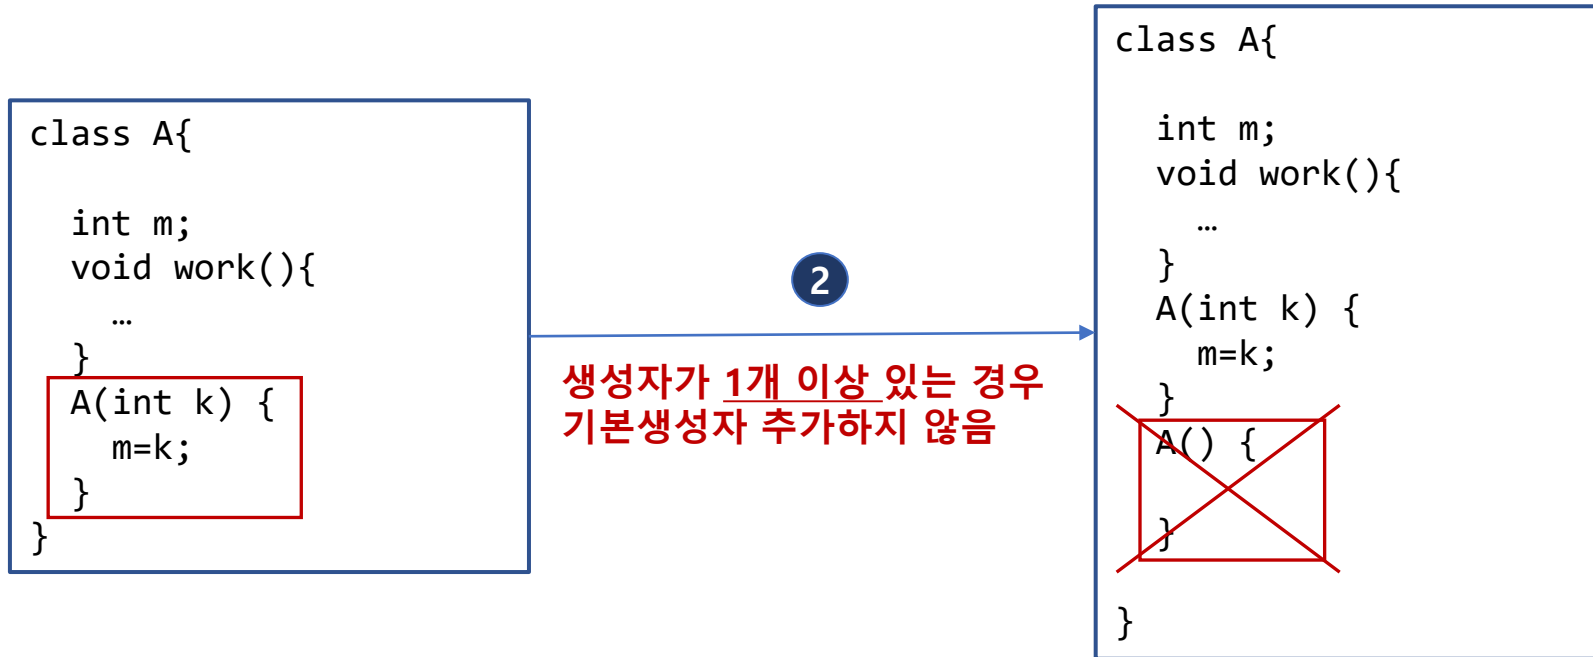 class A{
int m;
void work(){
…
}
A(int k) {
m=k;
}
}
2
생성자가 1개 이상 있는 경우
기본생성자 추가하지 않음
class A{
int m;
void work(){
…
}
A(int k) {
m=k;
}
A() {
}
}